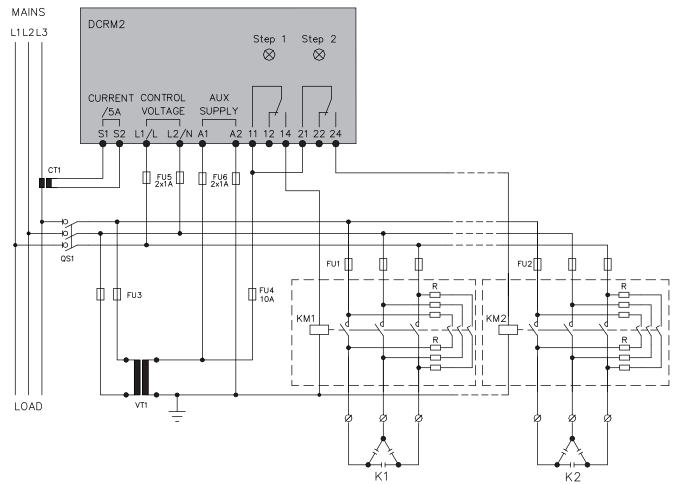 MAINS
L1 L2 L3
DCRM2
Step 1 Step 2
CURRENT
/5A
CONTROL
VOLTAGE
AUX
SUPPLY
S1 S2 L1/L L2/N A1 A2 11 12 14 21 22 24
CT1
FU5
2x1A
FU6
2x1A
QS1
FU1
FU2
FU3
FU4
10A
R
R
KM1
KM2
R
R
LOAD
VT1
K1
K2